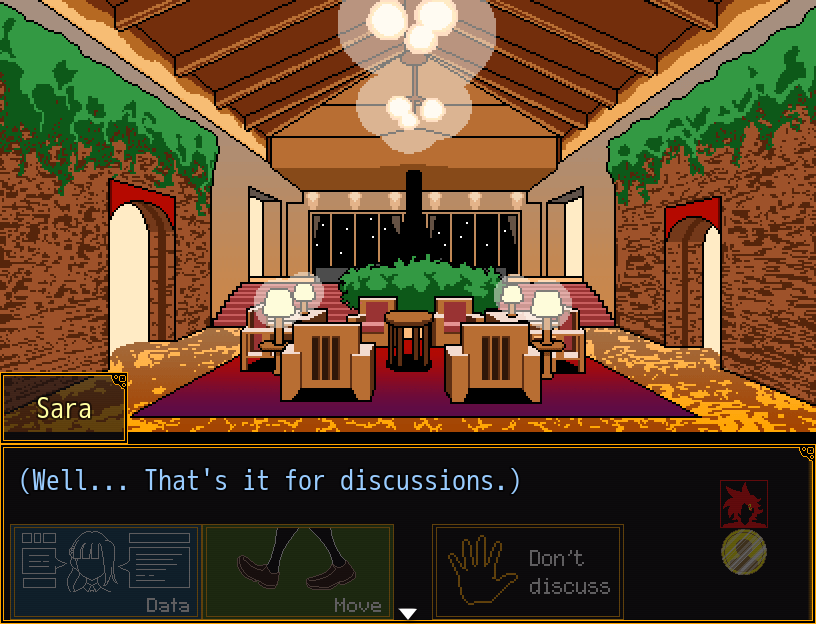 Sara
(Well... That's it for discussions.)
Data
Move
Don't
discuss